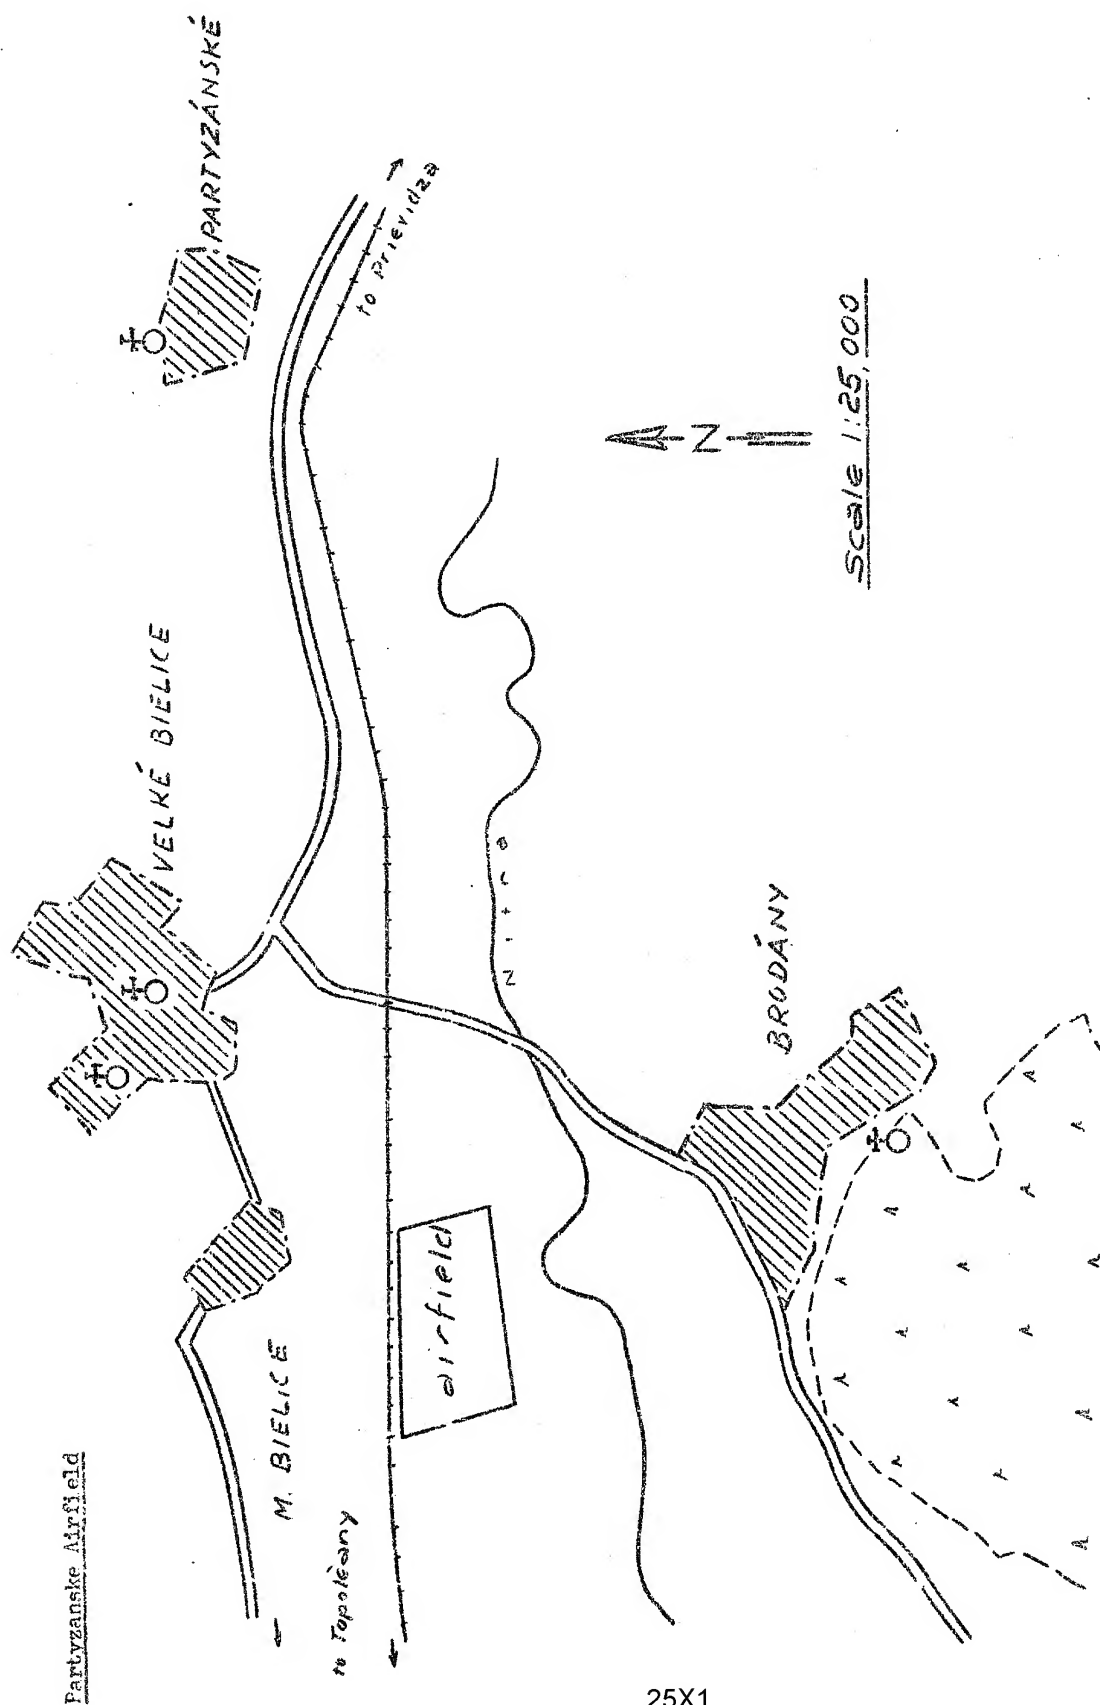 Partyzanske Airfield
PARTYZÁNSKÉ
VELKÉ BIELICE
M. BIELICE
to Prievidza
to Topolčany
airfield
Nitra
BRODÁNY
N
Scale 1:25,000
25X1